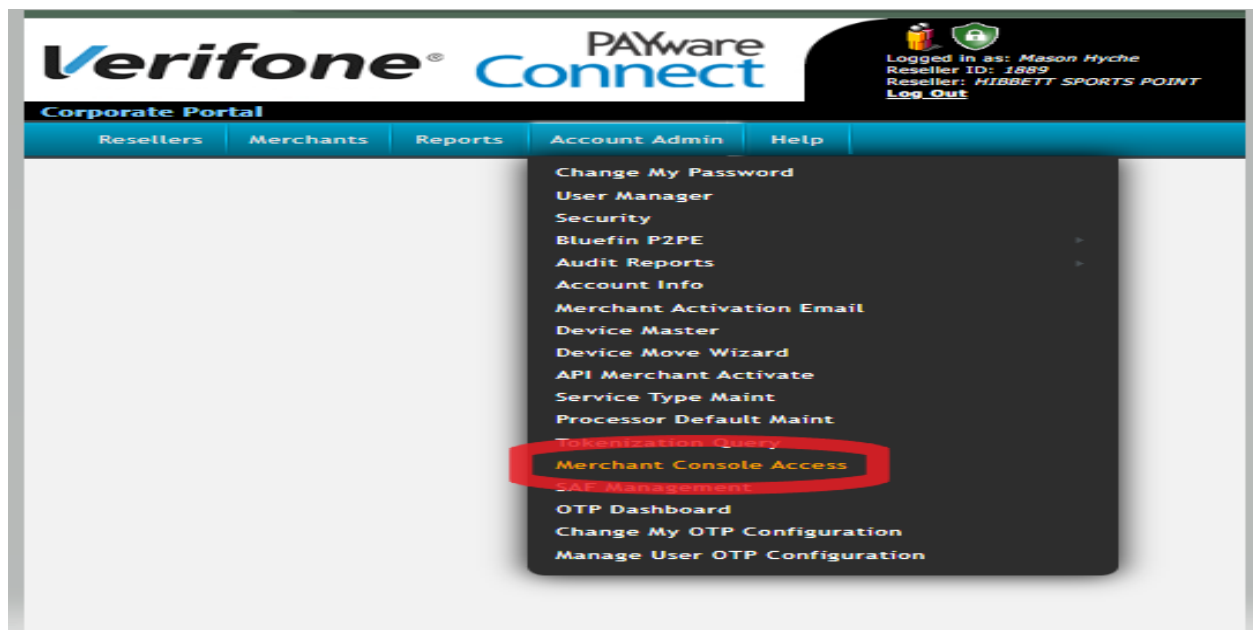 Verifone® PAYware Connect
Logged in as: Mason Hyche
Reseller ID: 1889
Reseller: HIBBETT SPORTS POINT
Log Out
Corporate Portal
Resellers Merchants Reports Account Admin Help
Change My Password
User Manager
Security
Bluefin P2PE
Audit Reports
Account Info
Merchant Activation Email
Device Master
Device Move Wizard
API Merchant Activate
Service Type Maint
Processor Default Maint
Tokenization Query
Merchant Console Access
SAF Management
OTP Dashboard
Change My OTP Configuration
Manage User OTP Configuration